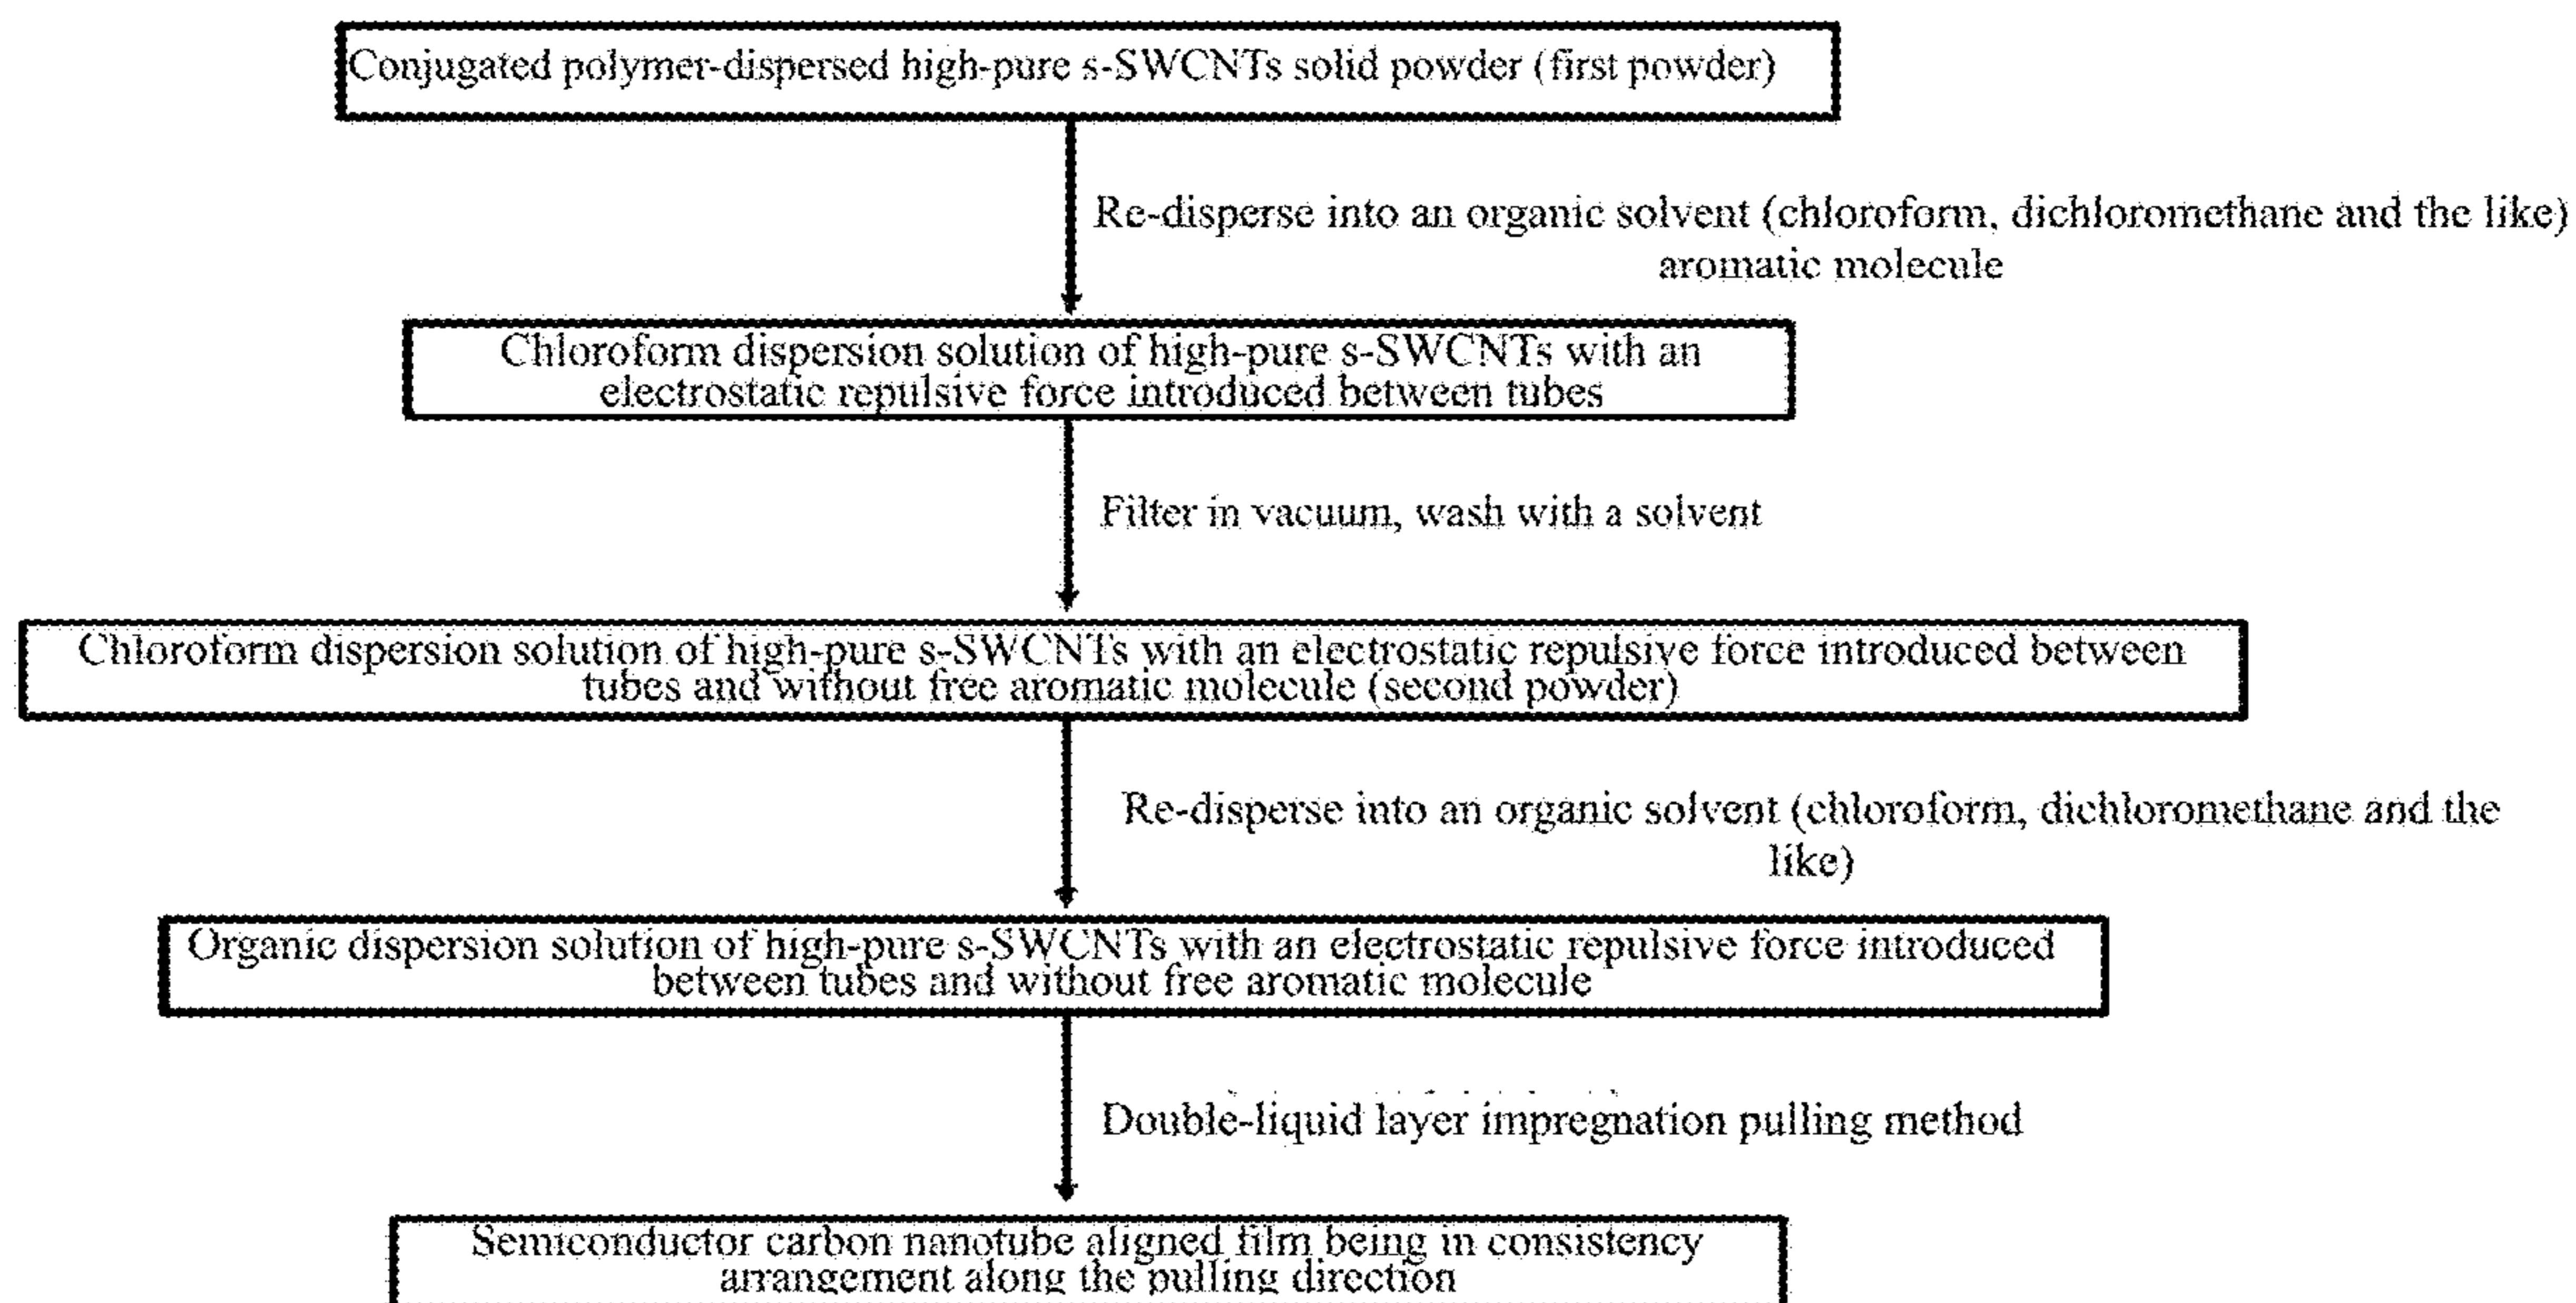 Conjugated polymer-dispersed high-pure s-SWCNTs solid powder (first powder)
Re-disperse into an organic solvent (chloroform, dichloromethane and the like)
aromatic molecule
Chloroform dispersion solution of high-pure s-SWCNTs with an
electrostatic repulsive force introduced between tubes
Filter in vacuum, wash with a solvent
Chloroform dispersion solution of high-pure s-SWCNTs with an electrostatic repulsive force introduced between
tubes and without free aromatic molecule (second powder)
Re-disperse into an organic solvent (chloroform, dichloromethane and the
like)
Organic dispersion solution of high-pure s-SWCNTs with an electrostatic repulsive force introduced
between tubes and without free aromatic molecule
Double-liquid layer impregnation pulling method
Semiconductor carbon nanotube aligned film being in consistency
arrangement along the pulling direction